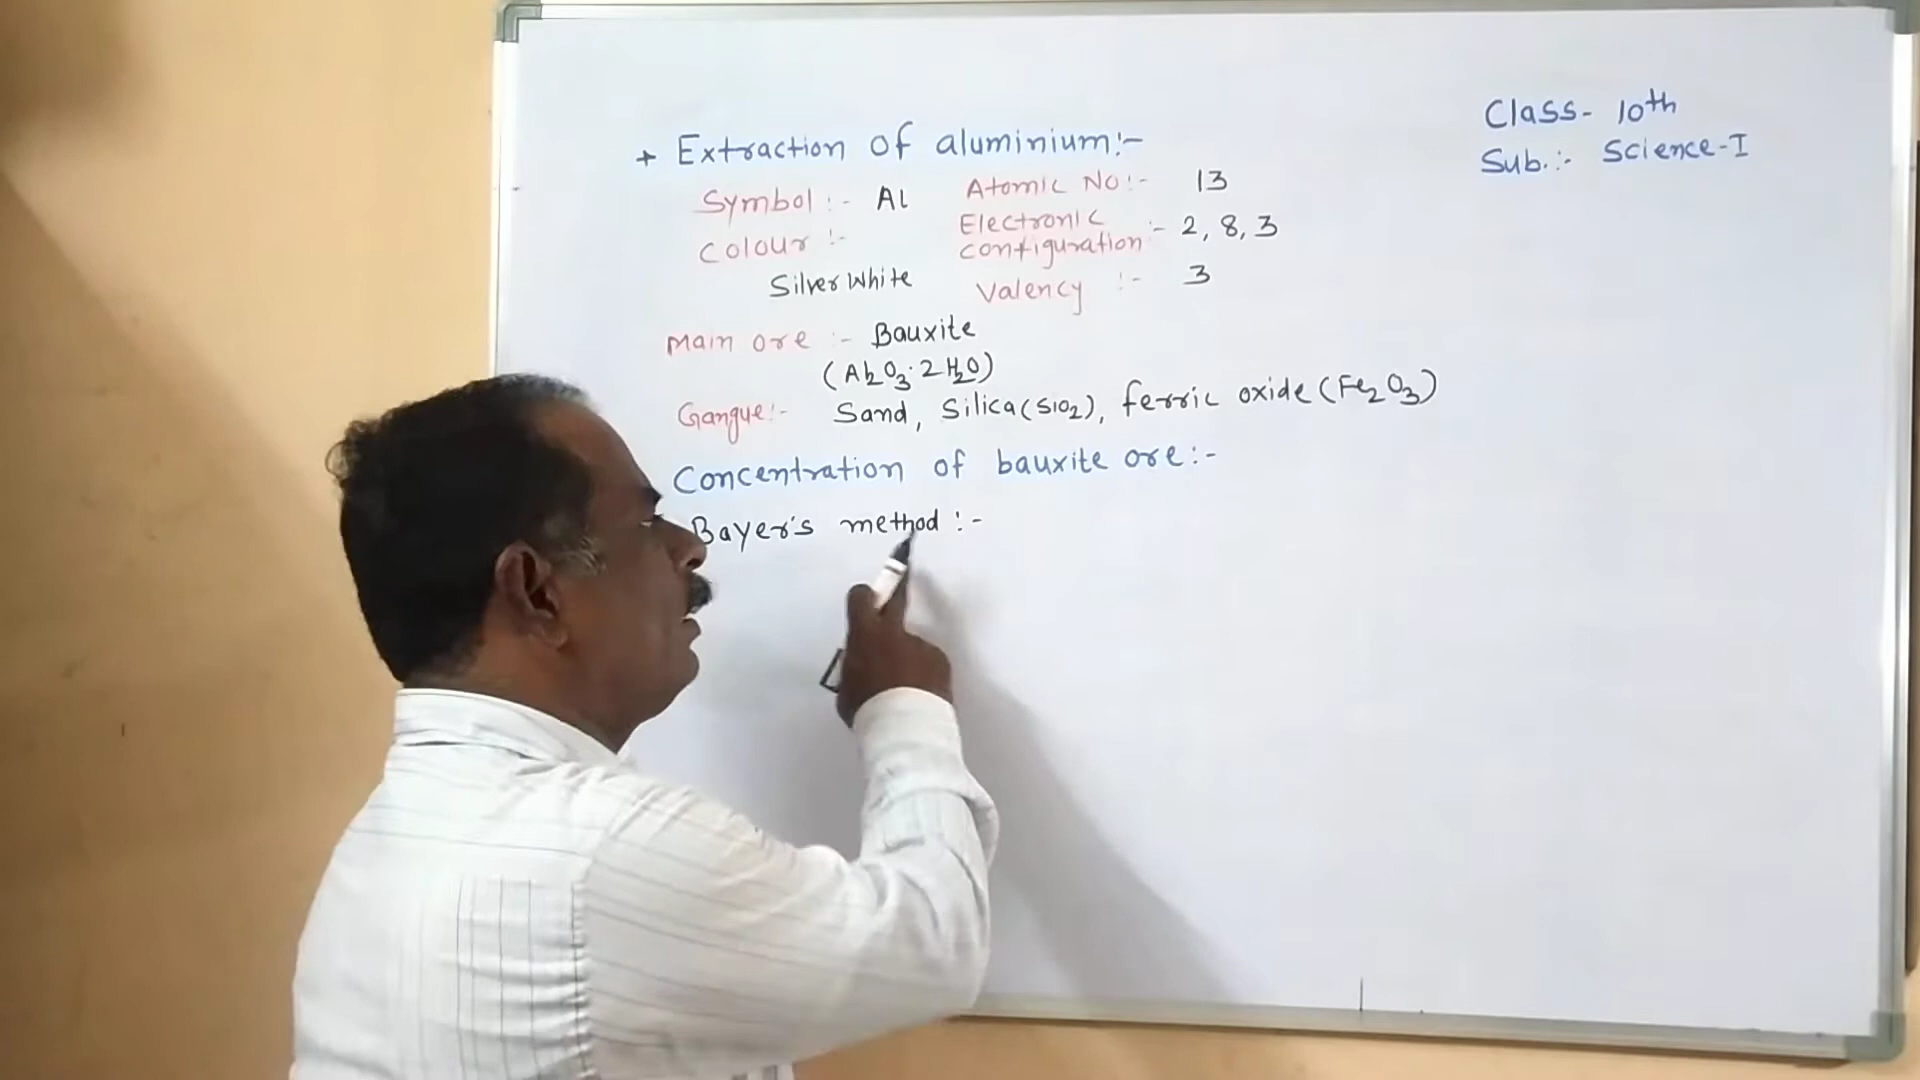 Class- 10th
Sub.:- Science-I
+ Extraction of aluminium:-
Symbol :- Al Atomic No:- 13
Colour :- Silver white Electronic configuration :- 2, 8, 3
Valency :- 3
Main ore :- Bauxite
(Al2O3·2H2O)
Gangue:- Sand, Silica(SiO2), ferric oxide (Fe2O3)
Concentration of bauxite ore:-
Bayer's method :-